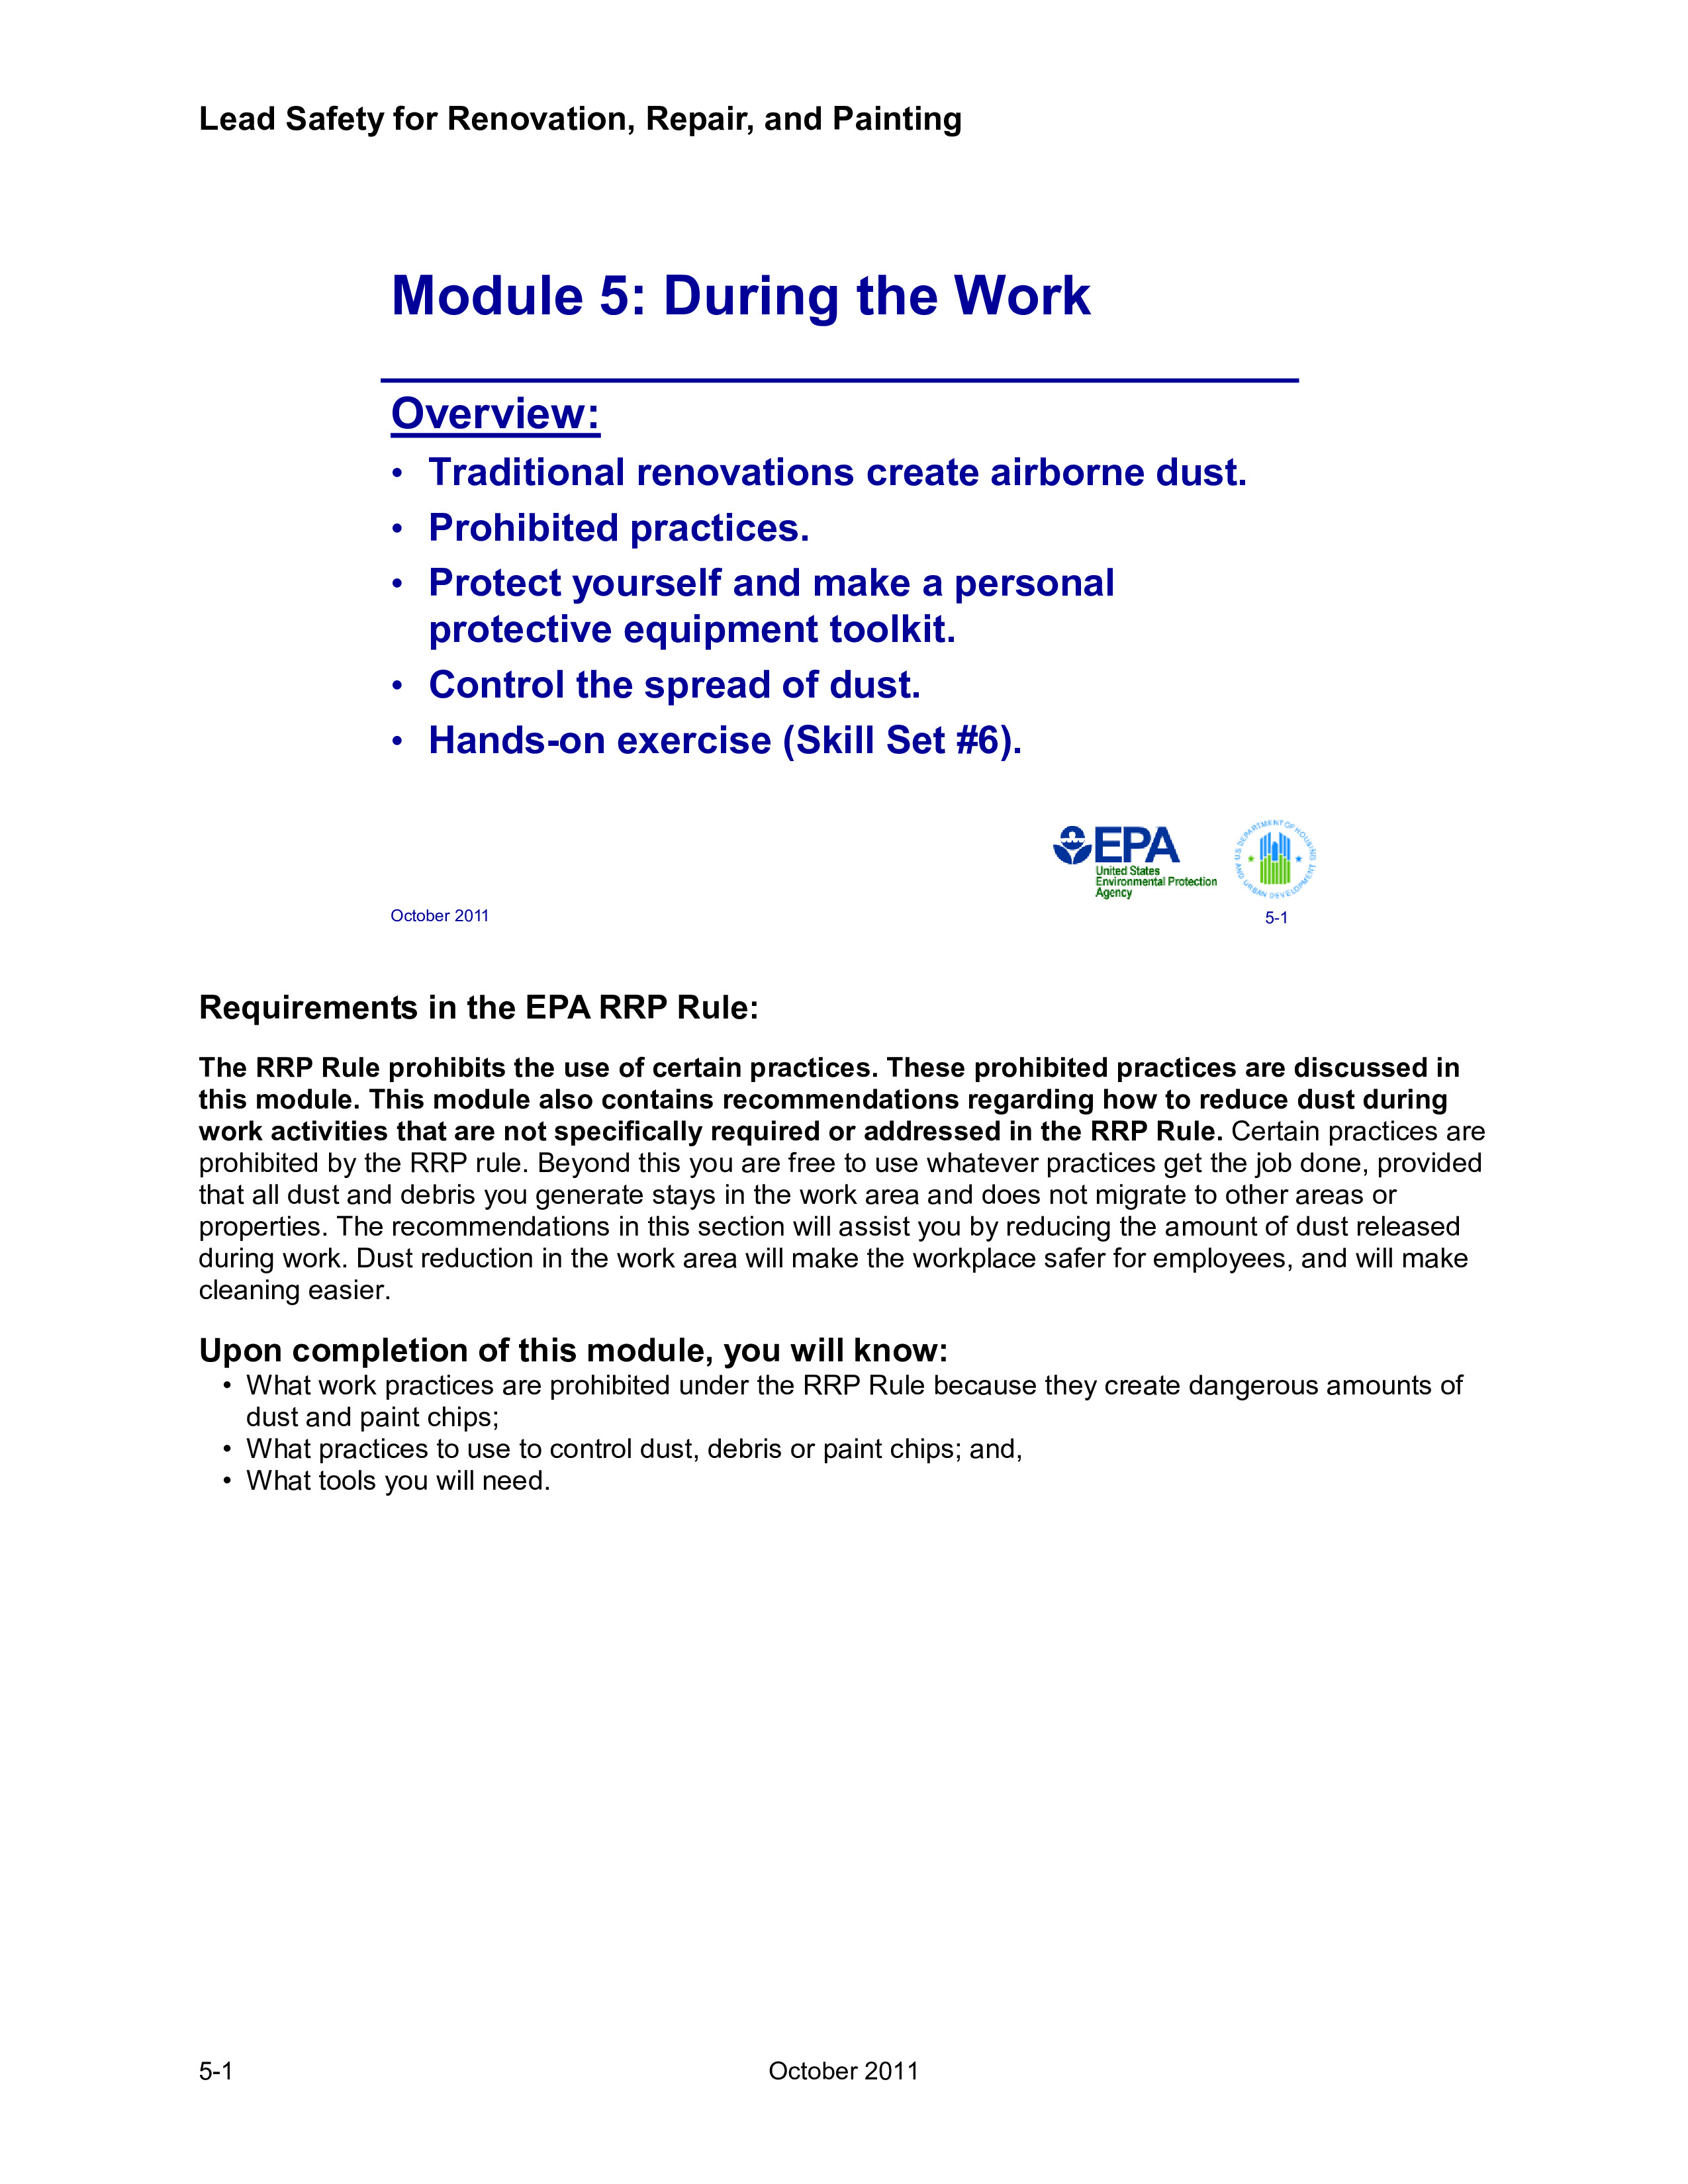 Lead Safety for Renovation, Repair, and Painting
Module 5: During the Work
Overview:
• Traditional renovations create airborne dust.
• Prohibited practices.
• Protect yourself and make a personal
protective equipment toolkit.
• Control the spread of dust.
• Hands-on exercise (Skill Set #6).
EPA
United States
Environmental Protection
Agency
U.S. DEPARTMENT OF HOUSING
AND URBAN DEVELOPMENT
October 2011
5-1
Requirements in the EPA RRP Rule:
The RRP Rule prohibits the use of certain practices. These prohibited practices are discussed in
this module. This module also contains recommendations regarding how to reduce dust during
work activities that are not specifically required or addressed in the RRP Rule. Certain practices are
prohibited by the RRP rule. Beyond this you are free to use whatever practices get the job done, provided
that all dust and debris you generate stays in the work area and does not migrate to other areas or
properties. The recommendations in this section will assist you by reducing the amount of dust released
during work. Dust reduction in the work area will make the workplace safer for employees, and will make
cleaning easier.
Upon completion of this module, you will know:
• What work practices are prohibited under the RRP Rule because they create dangerous amounts of
dust and paint chips;
• What practices to use to control dust, debris or paint chips; and,
• What tools you will need.
5-1
October 2011